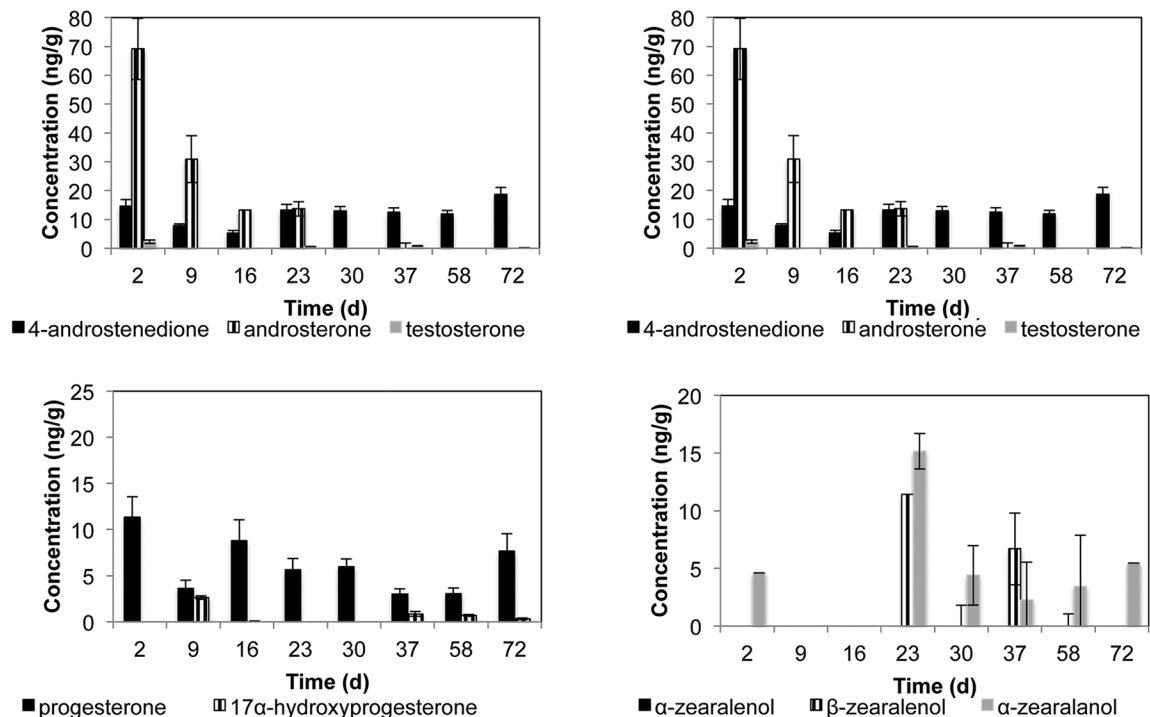 80
70
60
50
40
30
20
10
0
Concentration (ng/g)
2 9 16 23 30 37 58 72
Time (d)
4-androstenedione androsterone testosterone
80
70
60
50
40
30
20
10
0
Concentration (ng/g)
2 9 16 23 30 37 58 72
Time (d)
4-androstenedione androsterone testosterone
25
20
15
10
5
0
Concentration (ng/g)
2 9 16 23 30 37 58 72
Time (d)
progesterone 17α-hydroxyprogesterone
20
15
10
5
0
Concentration (ng/g)
2 9 16 23 30 37 58 72
Time (d)
α-zearalenol β-zearalenol α-zearalanol